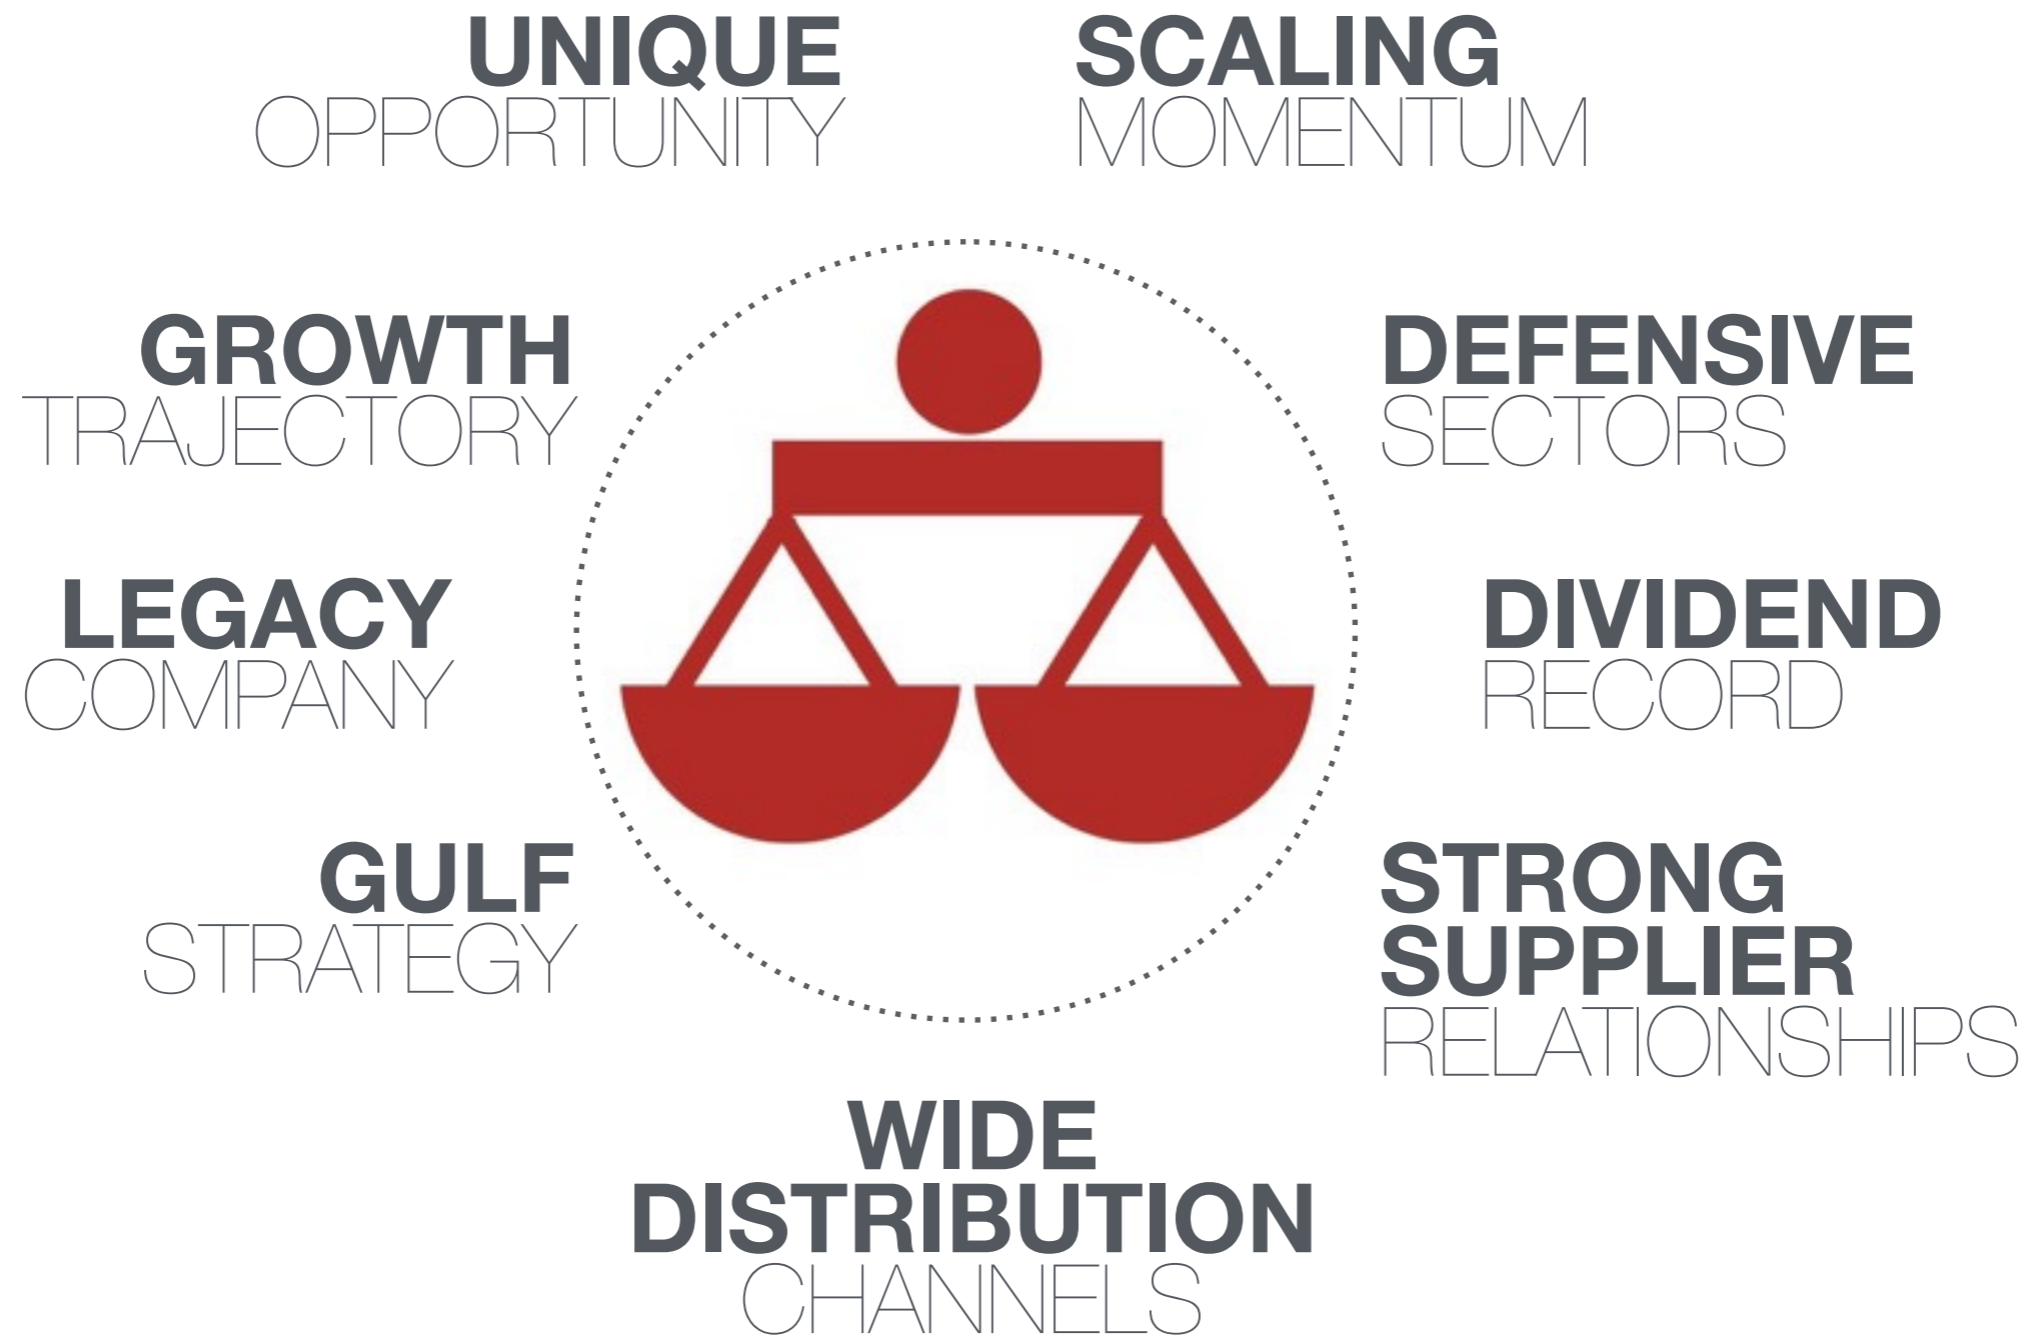 UNIQUE
OPPORTUNITY
SCALING
MOMENTUM
GROWTH
TRAJECTORY
DEFENSIVE
SECTORS
LEGACY
COMPANY
DIVIDEND
RECORD
GULF
STRATEGY
STRONG
SUPPLIER
RELATIONSHIPS
WIDE
DISTRIBUTION
CHANNELS